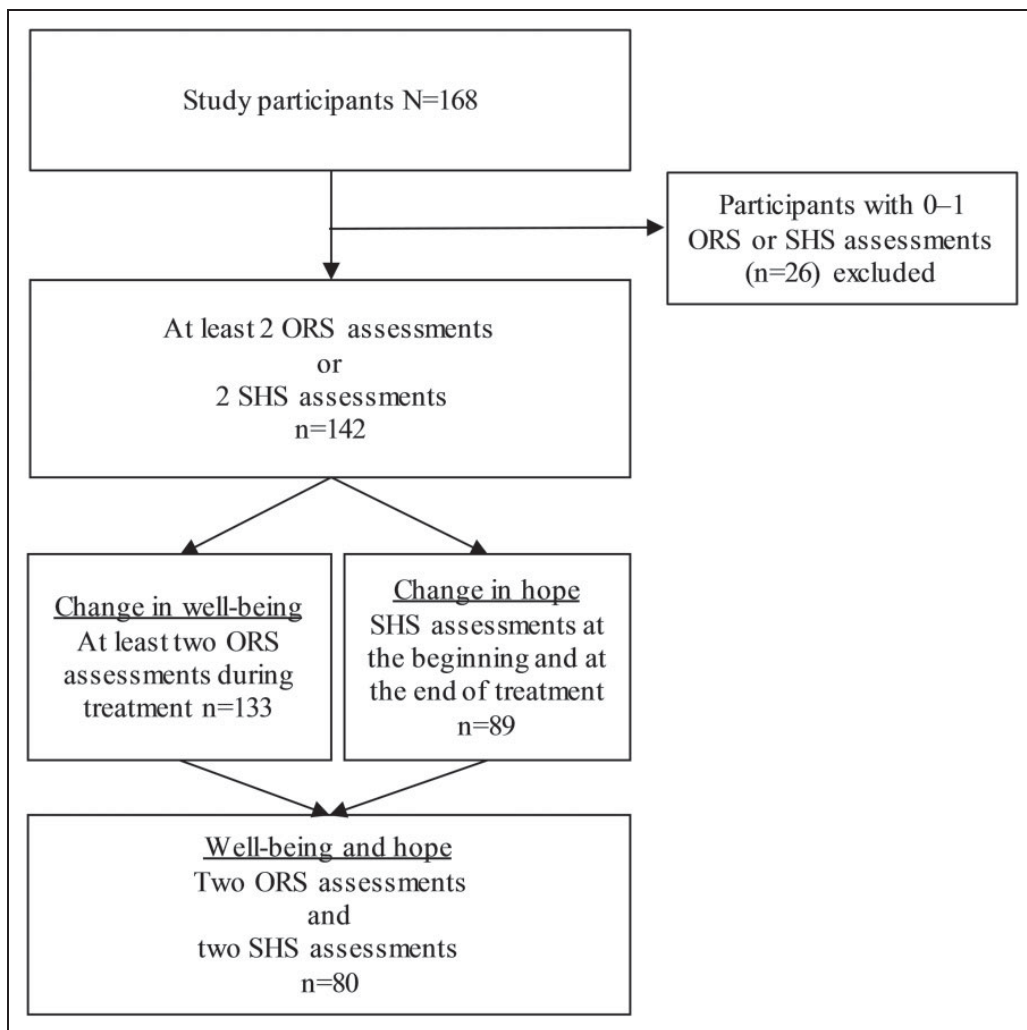 Study participants N=168
Participants with 0–1
ORS or SHS assessments
(n=26) excluded
At least 2 ORS assessments
or
2 SHS assessments
n=142
Change in well-being
At least two ORS
assessments during
treatment n=133
Change in hope
SHS assessments at
the beginning and at
the end of treatment
n=89
Well-being and hope
Two ORS assessments
and
two SHS assessments
n=80